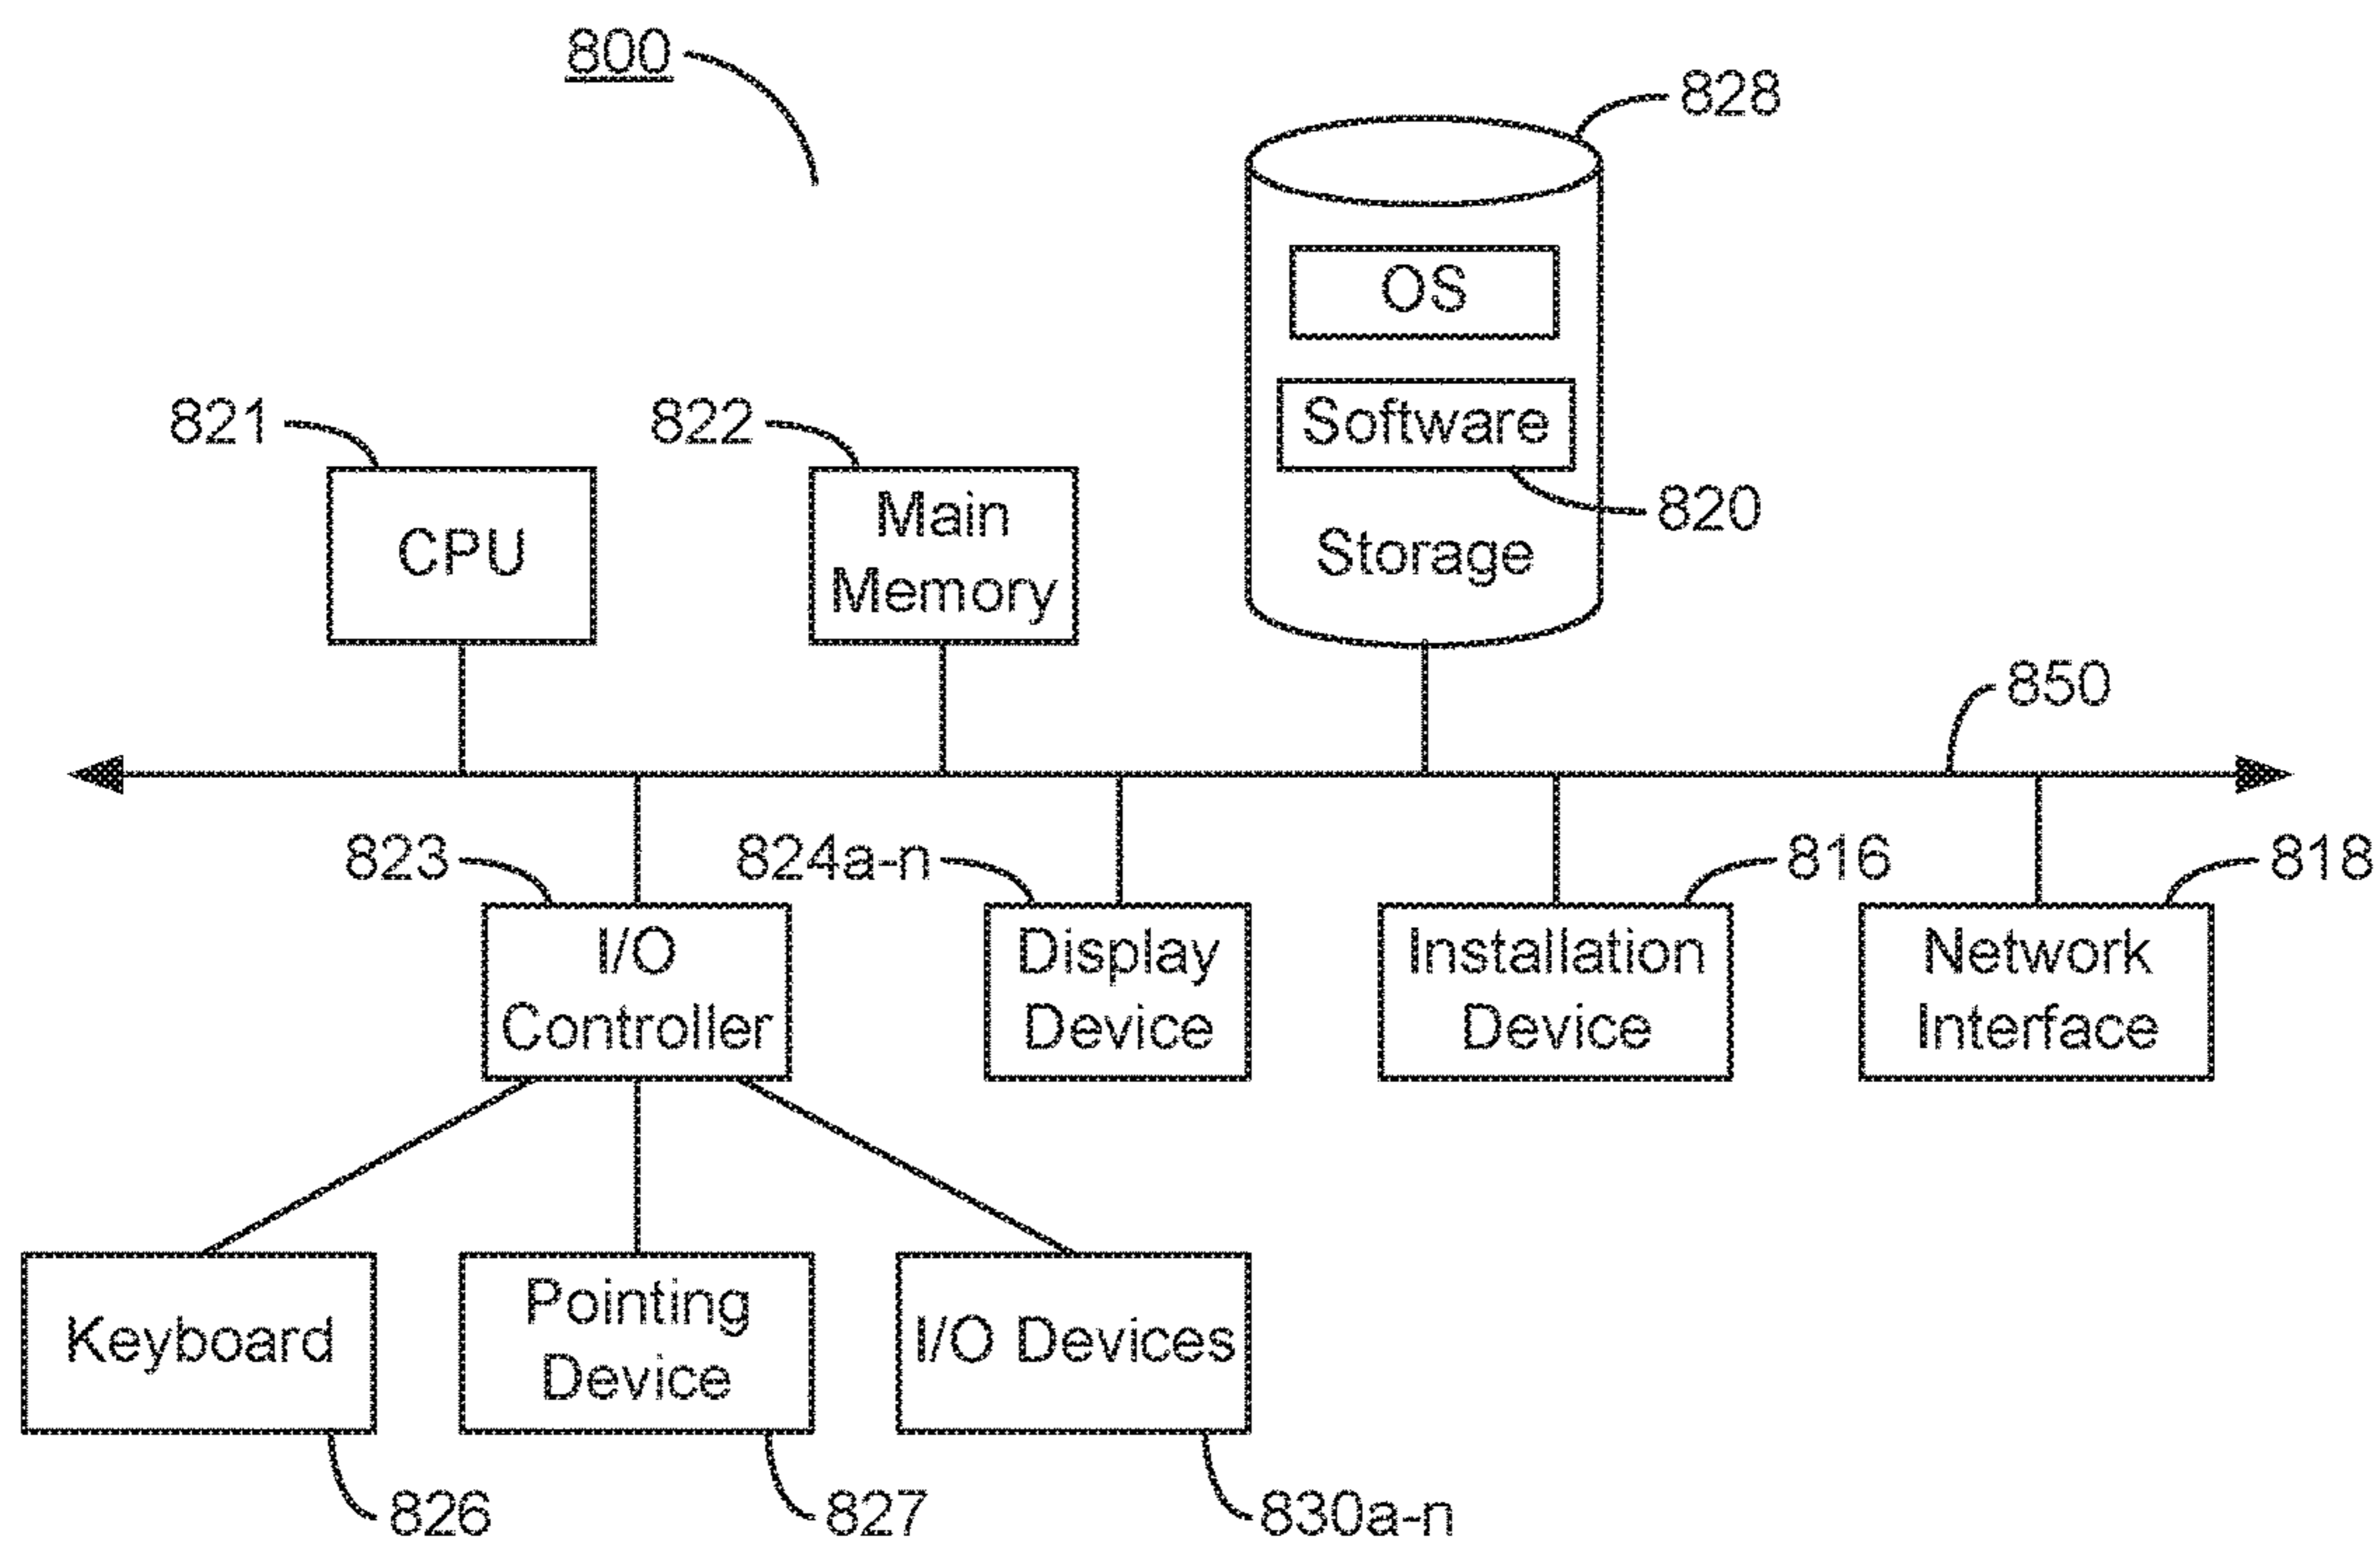 800
828
OS
821
822
Software
820
CPU
Main
Memory
Storage
850
823
824a-n
816
818
I/O
Controller
Display
Device
Installation
Device
Network
Interface
Keyboard
Pointing
Device
I/O Devices
826
827
830a-n